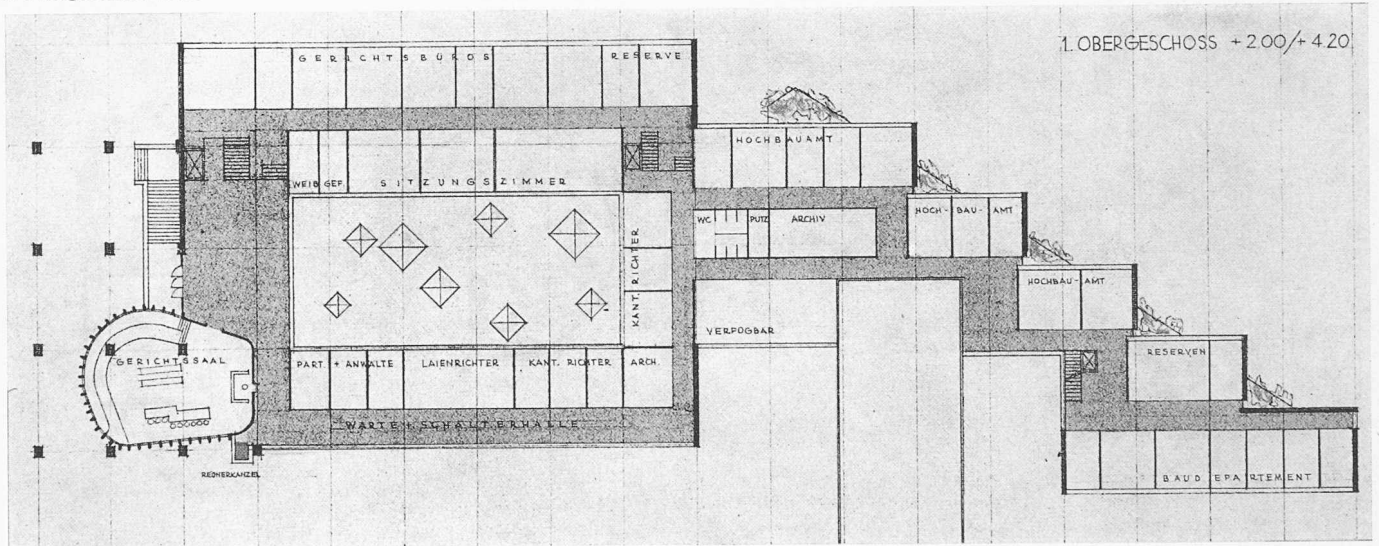 1. OBERGESCHOSS + 2.00/+ 4.20
GERICHTSBÜROS
RESERVE
HOCHBAUAMT
WEIB GEF.
SITZUNGSZIMMER
WC
PUTZ
ARCHIV
HOCH - BAU - AMT
KANT. RICHTER
HOCHBAU - AMT
VERFÜGBAR
RESERVEN
GERICHTSSAAL
PART. + ANWÄLTE
LAIENRICHTER
KANT. RICHTER
ARCH.
WARTE + SCHALTERHALLE
REDNERKANZEL
BAUDEPARTEMENT